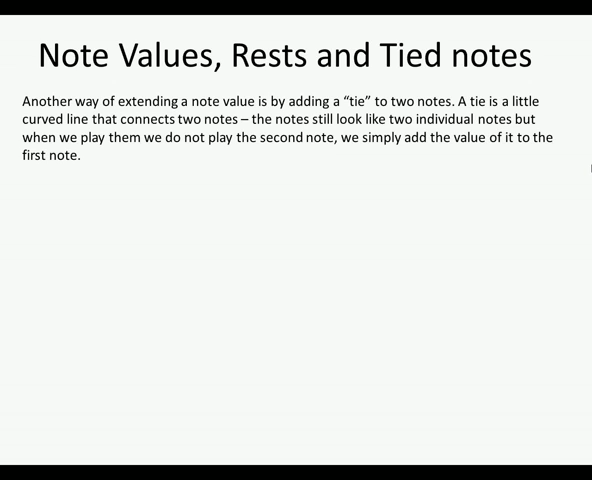 Note Values, Rests and Tied notes
Another way of extending a note value is by adding a “tie” to two notes. A tie is a little
curved line that connects two notes – the notes still look like two individual notes but
when we play them we do not play the second note, we simply add the value of it to the
first note.